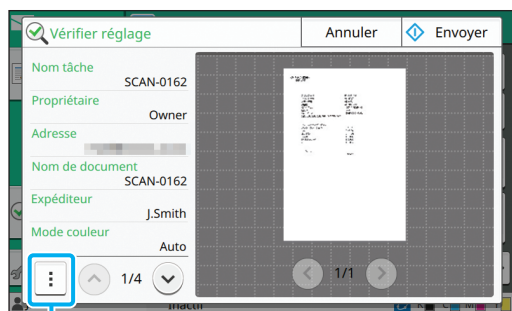 Vérifier réglage
Annuler
Envoyer
Nom tâche
SCAN-0162
Propriétaire
Owner
Adresse
Nom de document
SCAN-0162
Expéditeur
J.Smith
Mode couleur
Auto
1/4
1/1
Inactif